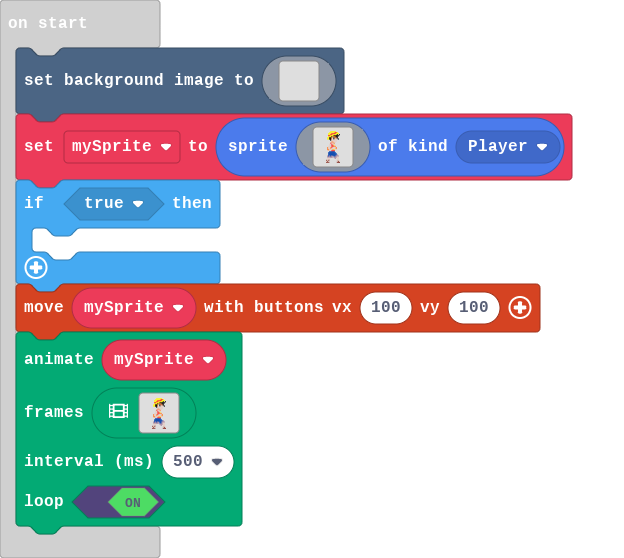 on start
set background image to
set mySprite to sprite of kind Player
if true then
move mySprite with buttons vx 100 vy 100
animate mySprite
frames
interval (ms) 500
loop ON